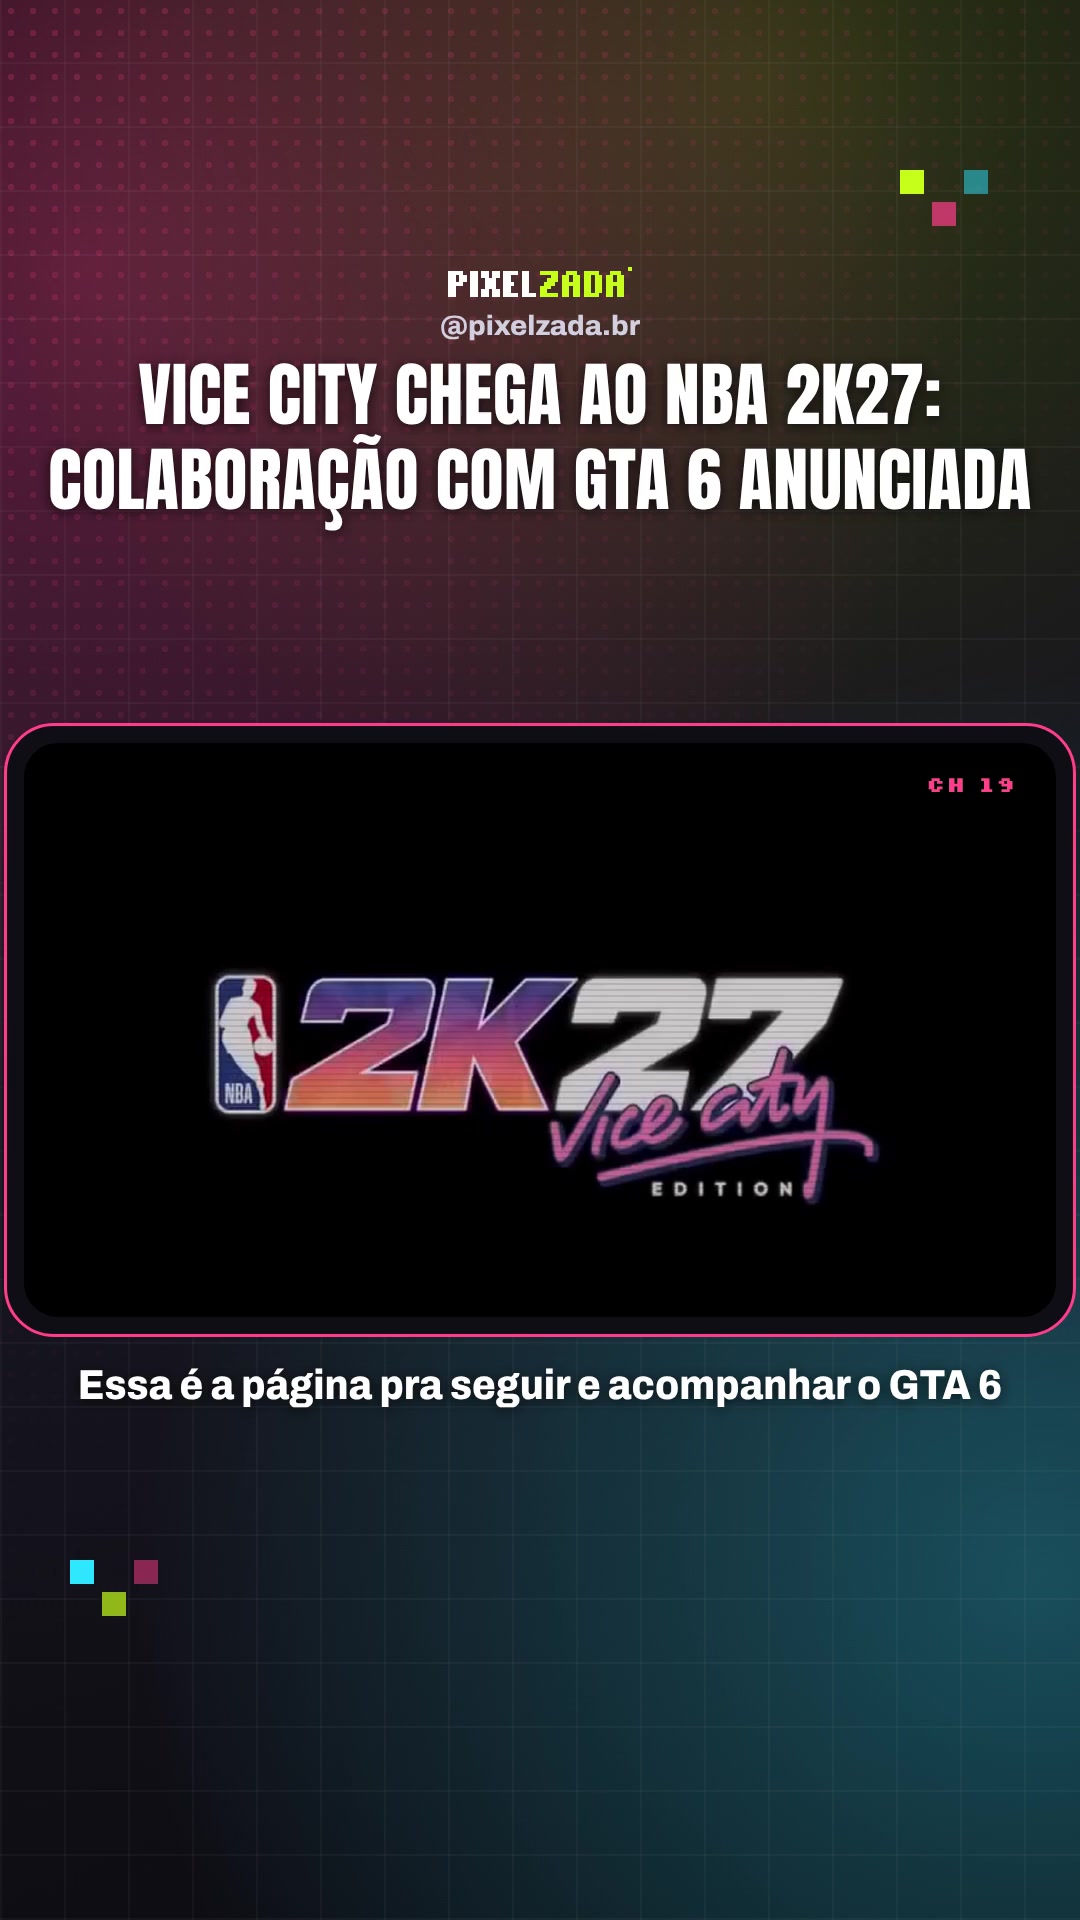 PIXELZADA
@pixelzada.br
VICE CITY CHEGA AO NBA 2K27:
COLABORAÇÃO COM GTA 6 ANUNCIADA
CH 19
NBA 2K27
Vice City
EDITION
Essa é a página pra seguir e acompanhar o GTA 6